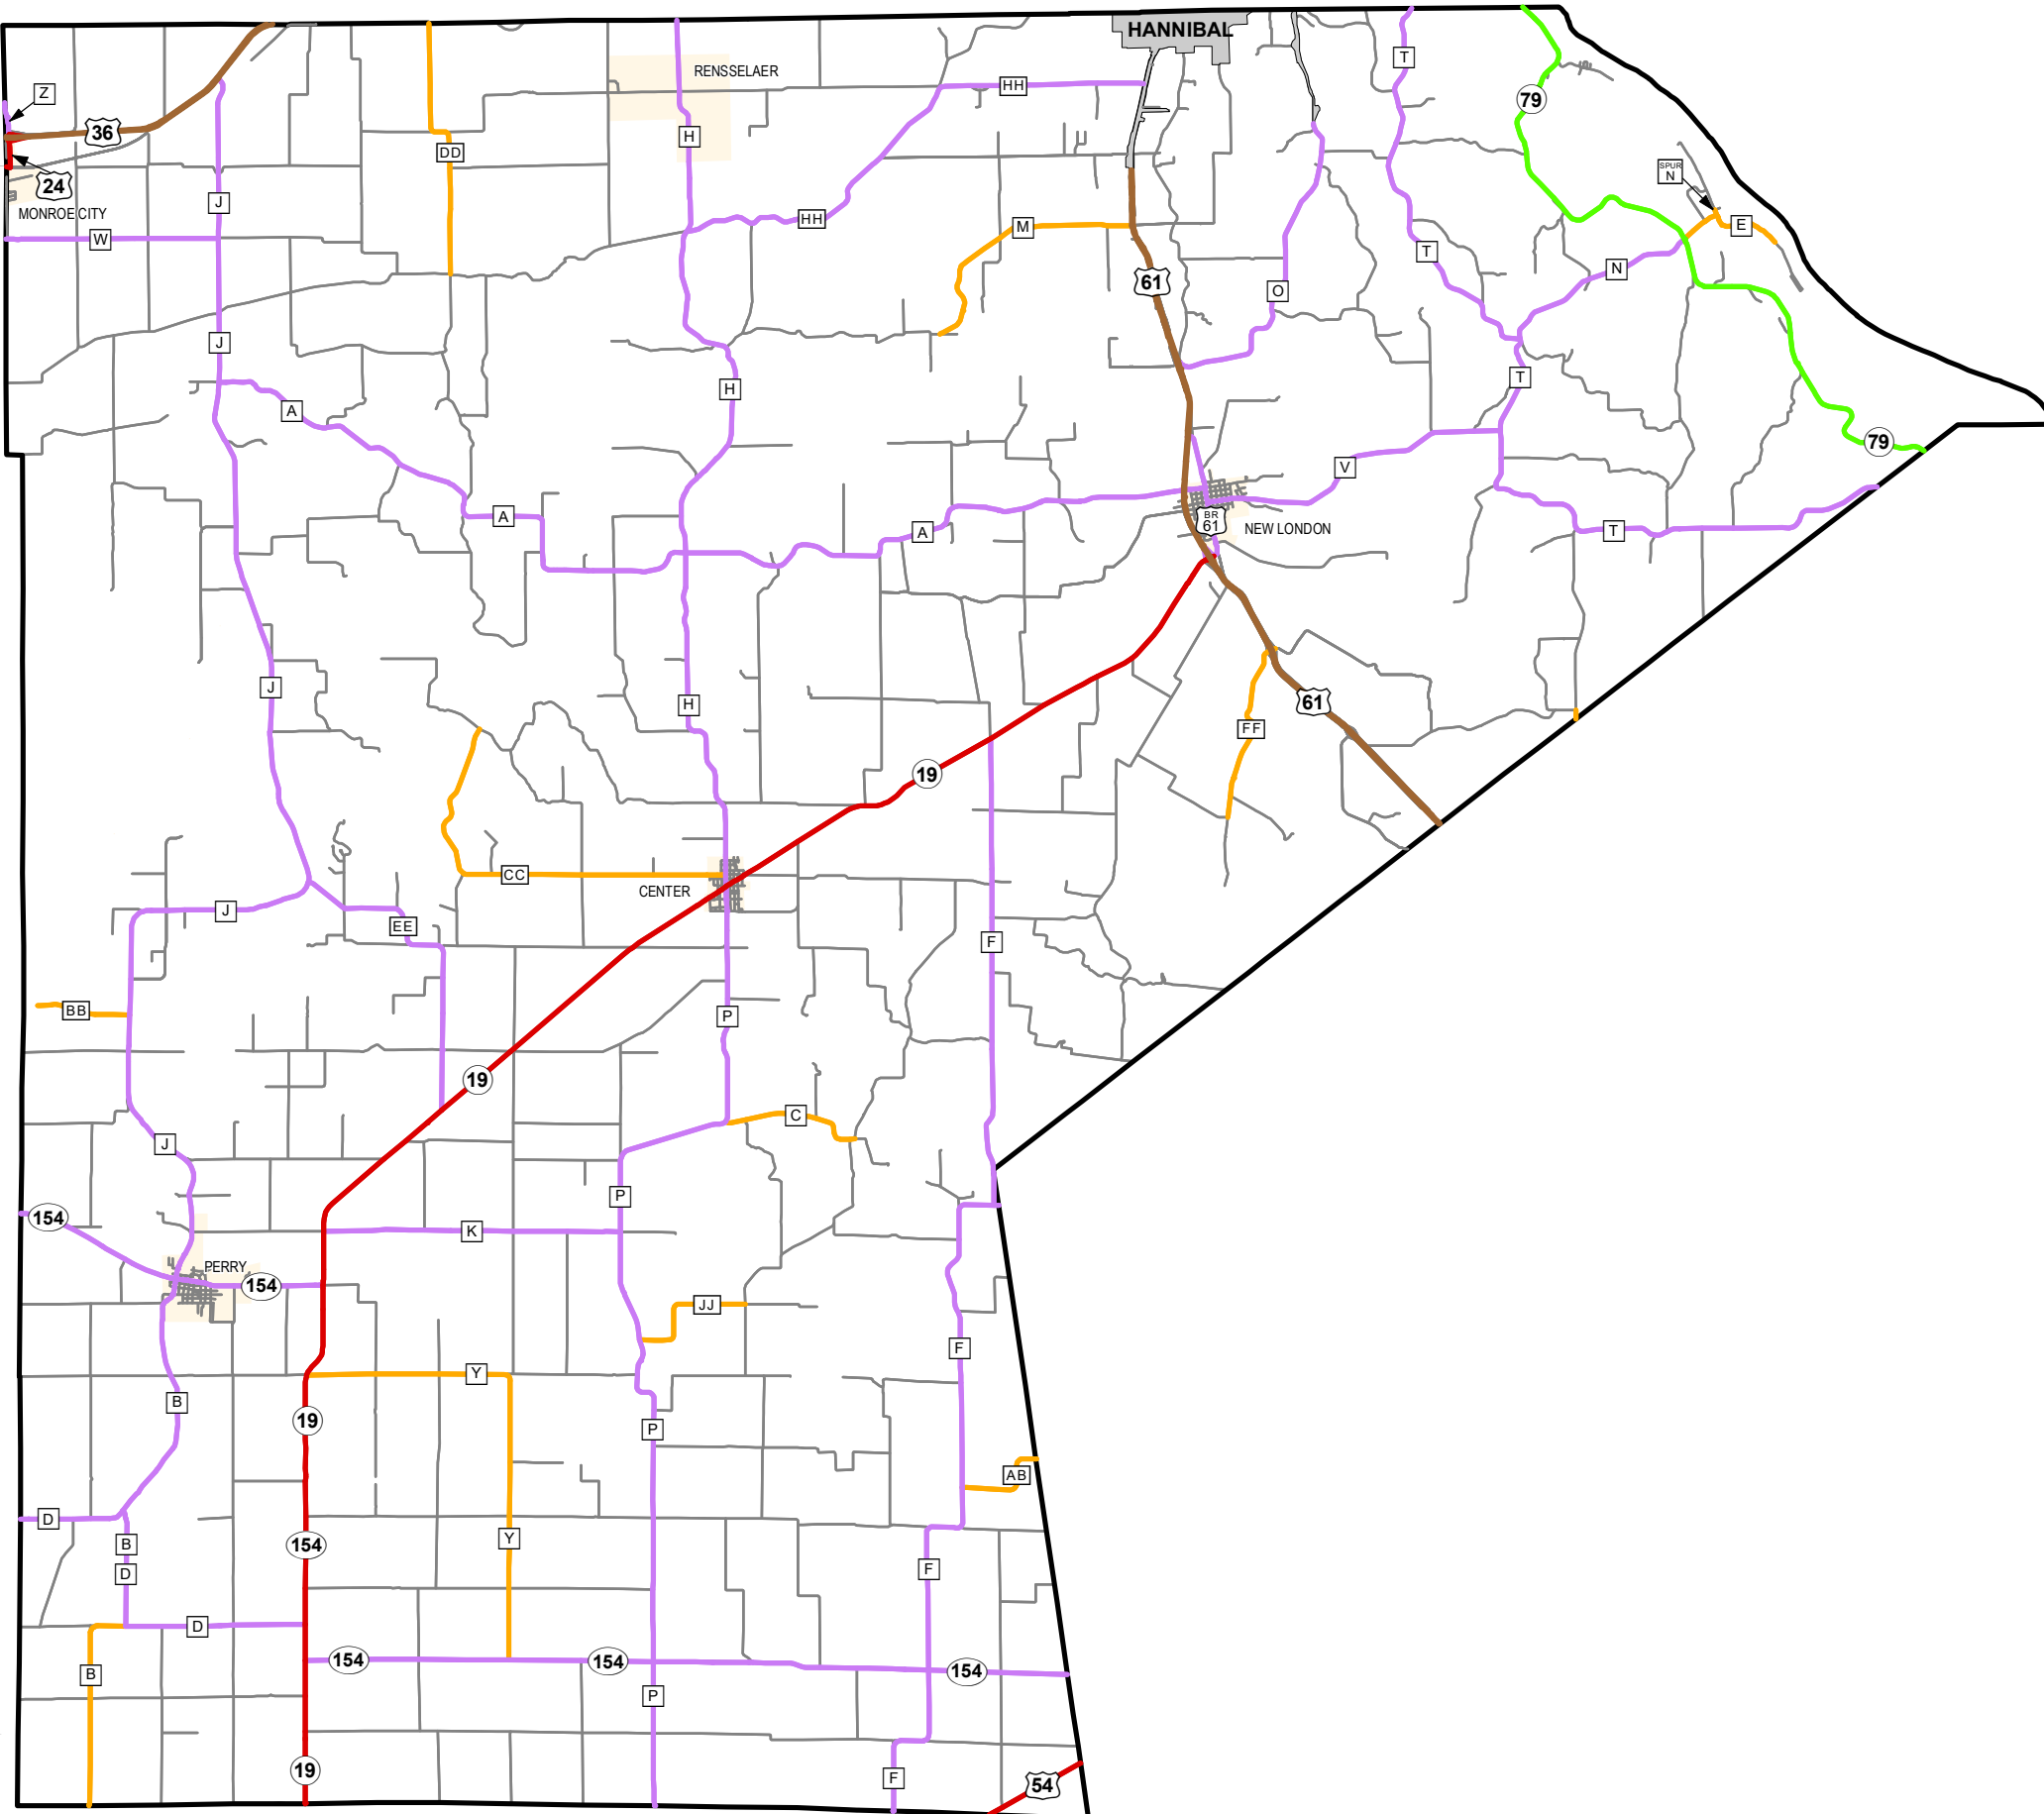 HANNIBAL
T
RENSSELAER
HH
Z
79
36
H
DD
SPUR
N
24
J
MONROE CITY
HH
M
E
W
T
N
61
O
J
T
H
A
79
V
A
BR
61
A
NEW LONDON
T
J
H
61
FF
19
CC
CENTER
J
EE
F
BB
P
19
C
J
P
154
K
PERRY
154
JJ
F
Y
B
19
P
AB
D
Y
B
154
F
D
D
154
154
154
B
P
19
F
54